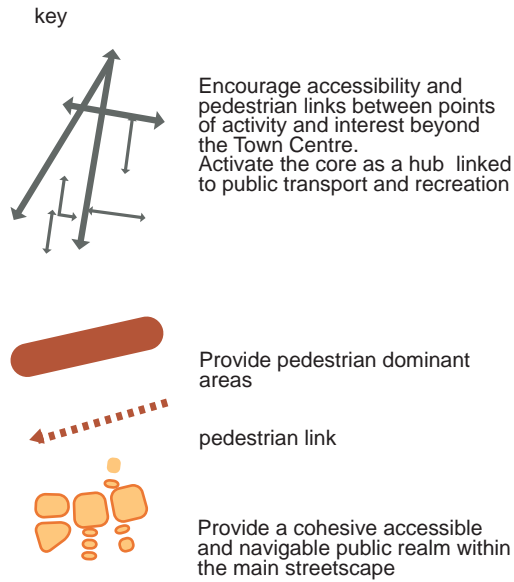 key
Encourage accessibility and
pedestrian links between points
of activity and interest beyond
the Town Centre.
Activate the core as a hub linked
to public transport and recreation
Provide pedestrian dominant
areas
pedestrian link
Provide a cohesive accessible
and navigable public realm within
the main streetscape